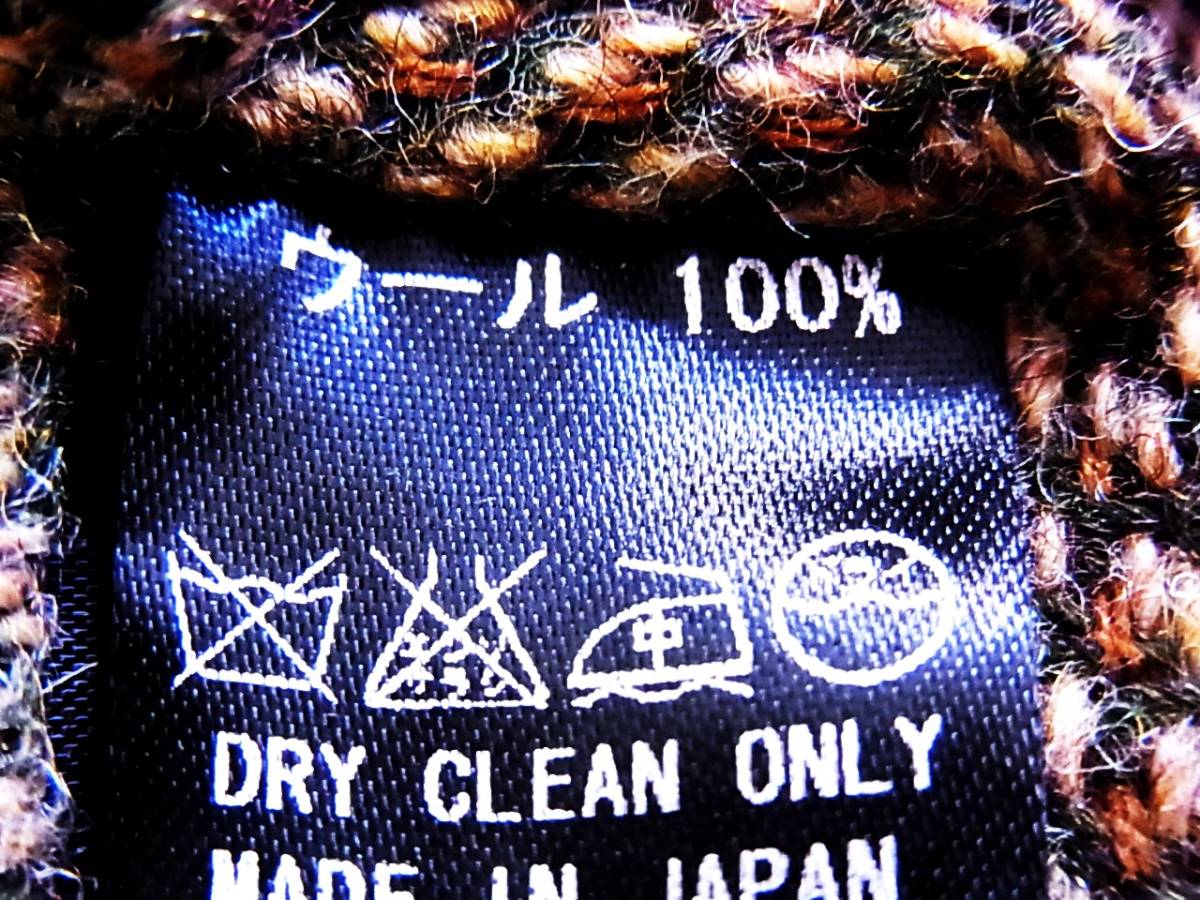 ウール 100%
中
DRY CLEAN ONLY
MADE IN JAPAN